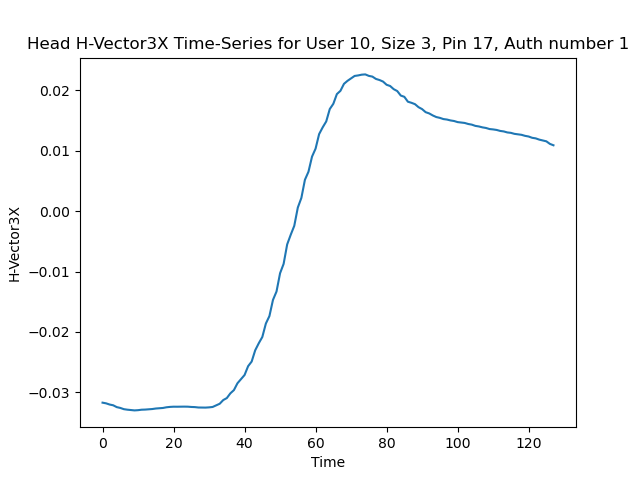 Head H-Vector3X Time-Series for User 10, Size 3, Pin 17, Auth number 1
H-Vector3X
0.02
0.01
0.00
−0.01
−0.02
−0.03
0 20 40 60 80 100 120
Time